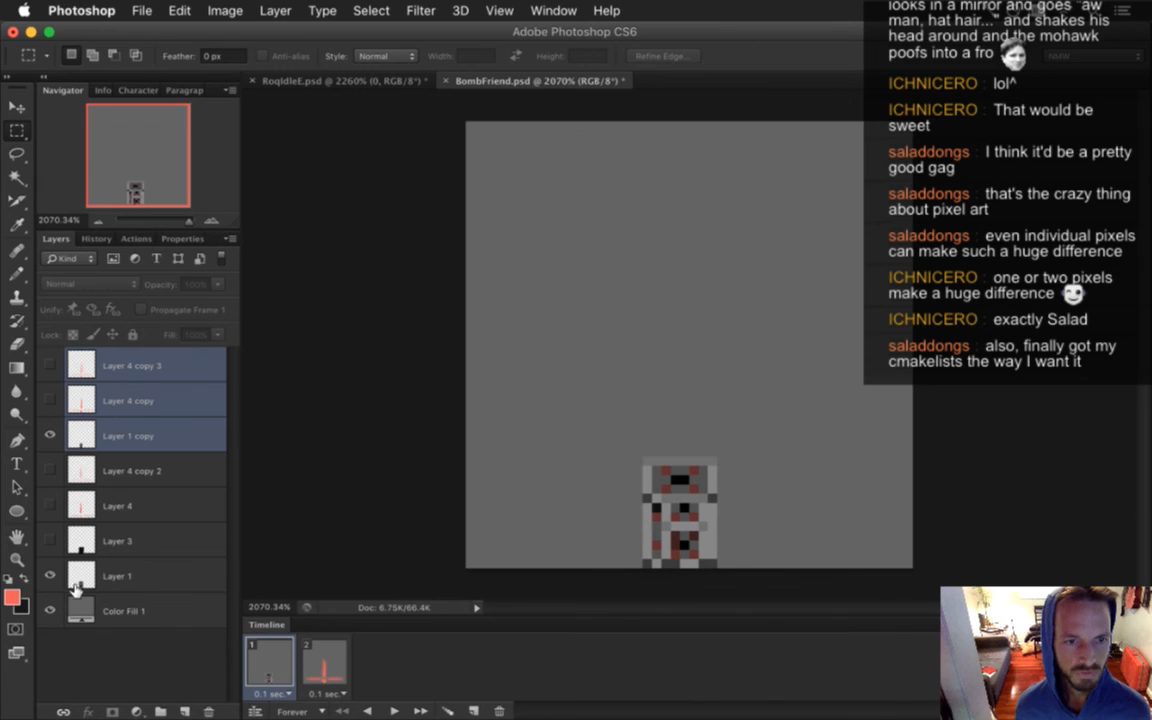 Photoshop File Edit Image Layer Type Select Filter 3D View Window Help
Adobe Photoshop CS6
Feather: 0 px Anti-alias Style: Normal Width: Height: Refine Edge...
RoqIdleE.psd @ 2260% (0, RGB/8*) *
BombFriend.psd @ 2070% (RGB/8*) *
Navigator Info Character Paragrap
2070.34%
Layers History Actions Properties
Kind
Normal Opacity: 100%
Unify: Propagate Frame 1
Lock: Fill: 100%
Layer 4 copy 3
Layer 4 copy
Layer 1 copy
Layer 4 copy 2
Layer 4
Layer 3
Layer 1
Color Fill 1
2070.34% Doc: 6.75K/66.4K
Timeline
1 2
0.1 sec. 0.1 sec.
Forever
looks in a mirror and goes "aw
man, hat hair..." and shakes his
head around and the mohawk
poofs into a fro
ICHNICERO : lol^
ICHNICERO : That would be
sweet
saladdongs : I think it'd be a pretty
good gag
saladdongs : that's the crazy thing
about pixel art
saladdongs : even individual pixels
can make such a huge difference
ICHNICERO : one or two pixels
make a huge difference
ICHNICERO : exactly Salad
saladdongs : also, finally got my
cmakelists the way I want it